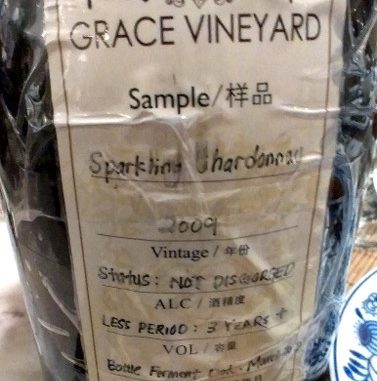 GRACE VINEYARD
Sample/样品
Sparkling Chardonnay
2009
Vintage / 年份
Status: NOT DISGORGED
ALC / 酒精度
LESS PERIOD: 3 YEARS +
VOL / 容量
Bottle Ferment